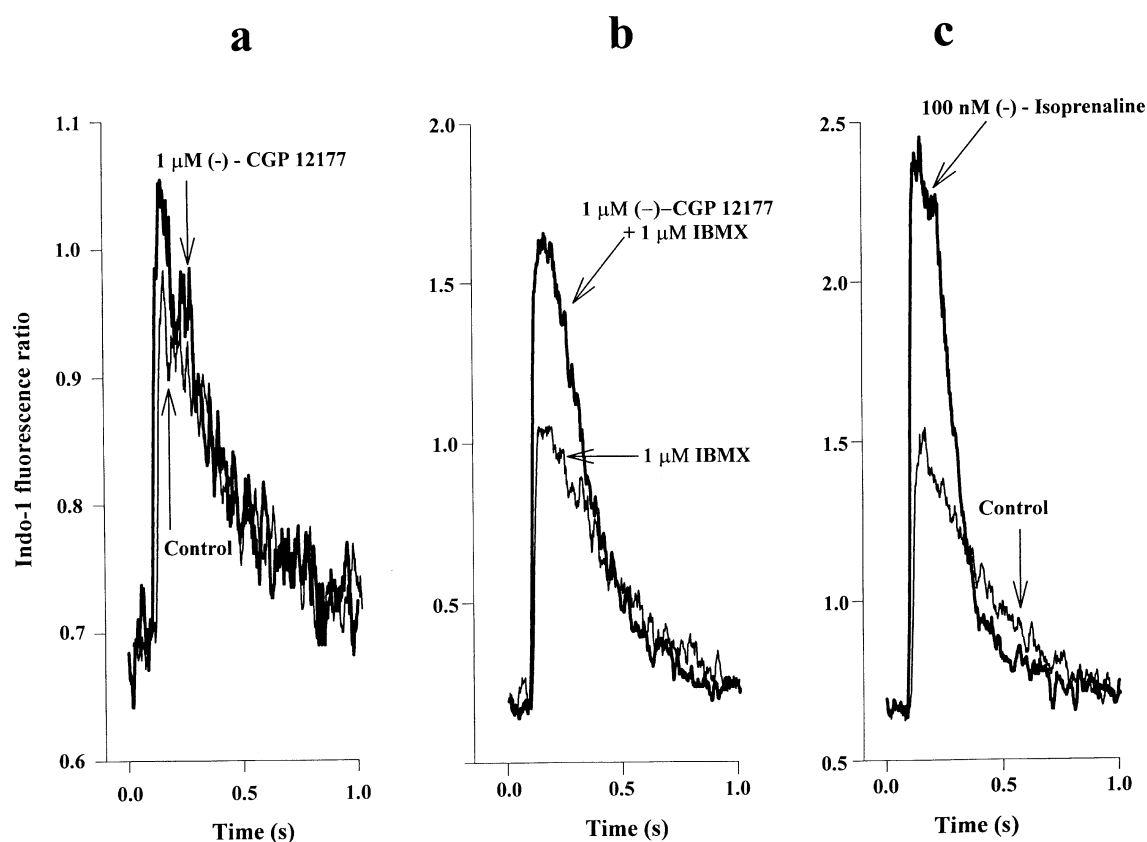 a
b
c
Indo-1 fluorescence ratio
1.1
1.0
0.9
0.8
0.7
0.6
1 µM (-) - CGP 12177
Control
0.0
0.5
1.0
Time (s)
2.0
1.5
1.0
0.5
1 µM (−)−CGP 12177
+ 1 µM IBMX
1 µM IBMX
0.0
0.5
1.0
Time (s)
2.5
2.0
1.5
1.0
0.5
100 nM (-) - Isoprenaline
Control
0.0
0.5
1.0
Time (s)